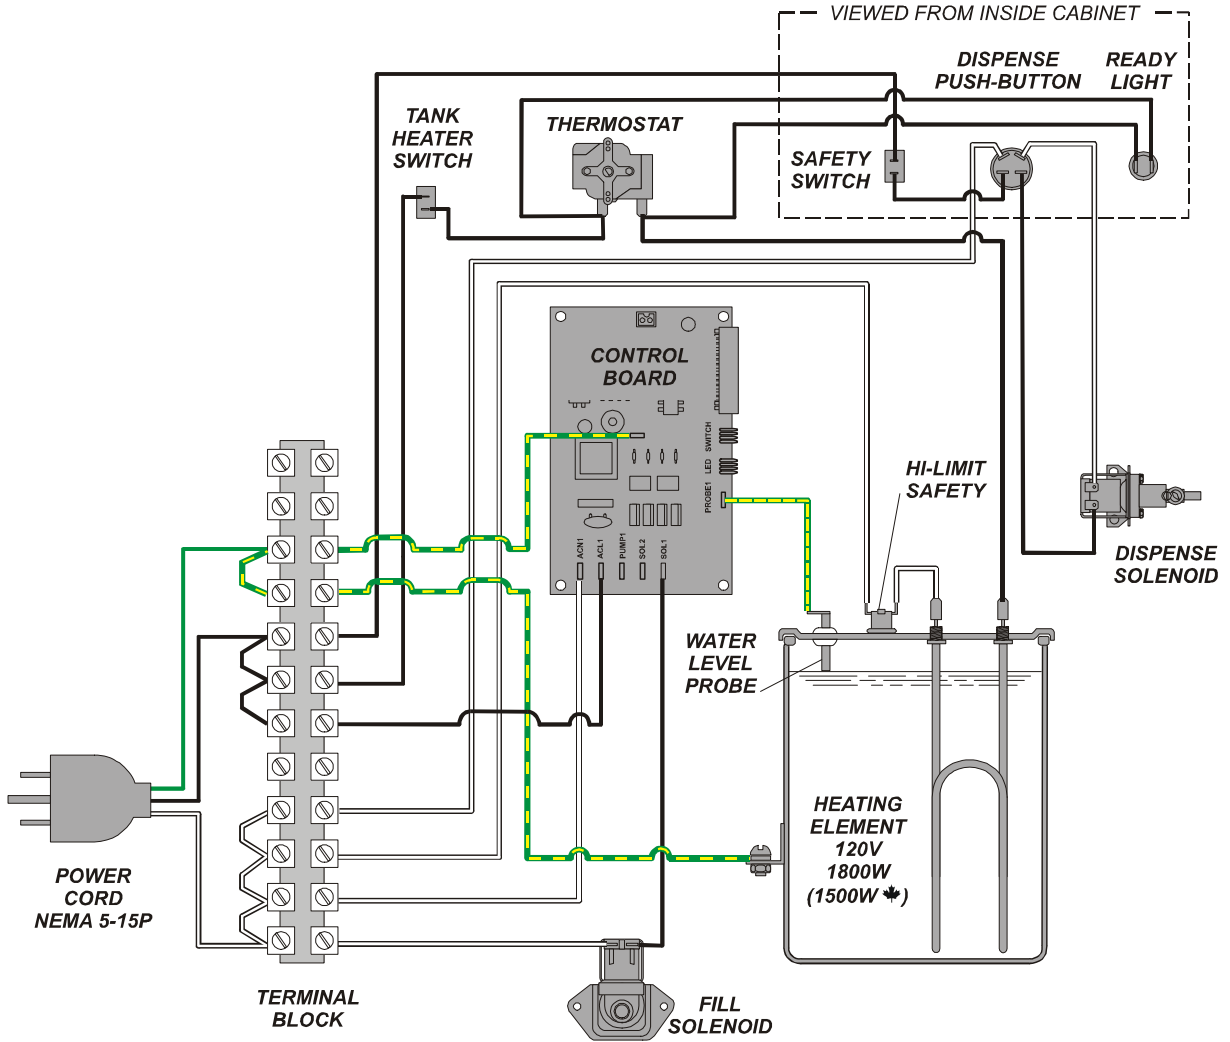 VIEWED FROM INSIDE CABINET
DISPENSE
PUSH-BUTTON
READY
LIGHT
TANK
HEATER
SWITCH
THERMOSTAT
SAFETY
SWITCH
CONTROL
BOARD
SWITCH
LED
PROBE1
ACN1
ACL1
PUMP1
SOL2
SOL1
HI-LIMIT
SAFETY
DISPENSE
SOLENOID
WATER
LEVEL
PROBE
HEATING
ELEMENT
120V
1800W
(1500W )
POWER
CORD
NEMA 5-15P
TERMINAL
BLOCK
FILL
SOLENOID